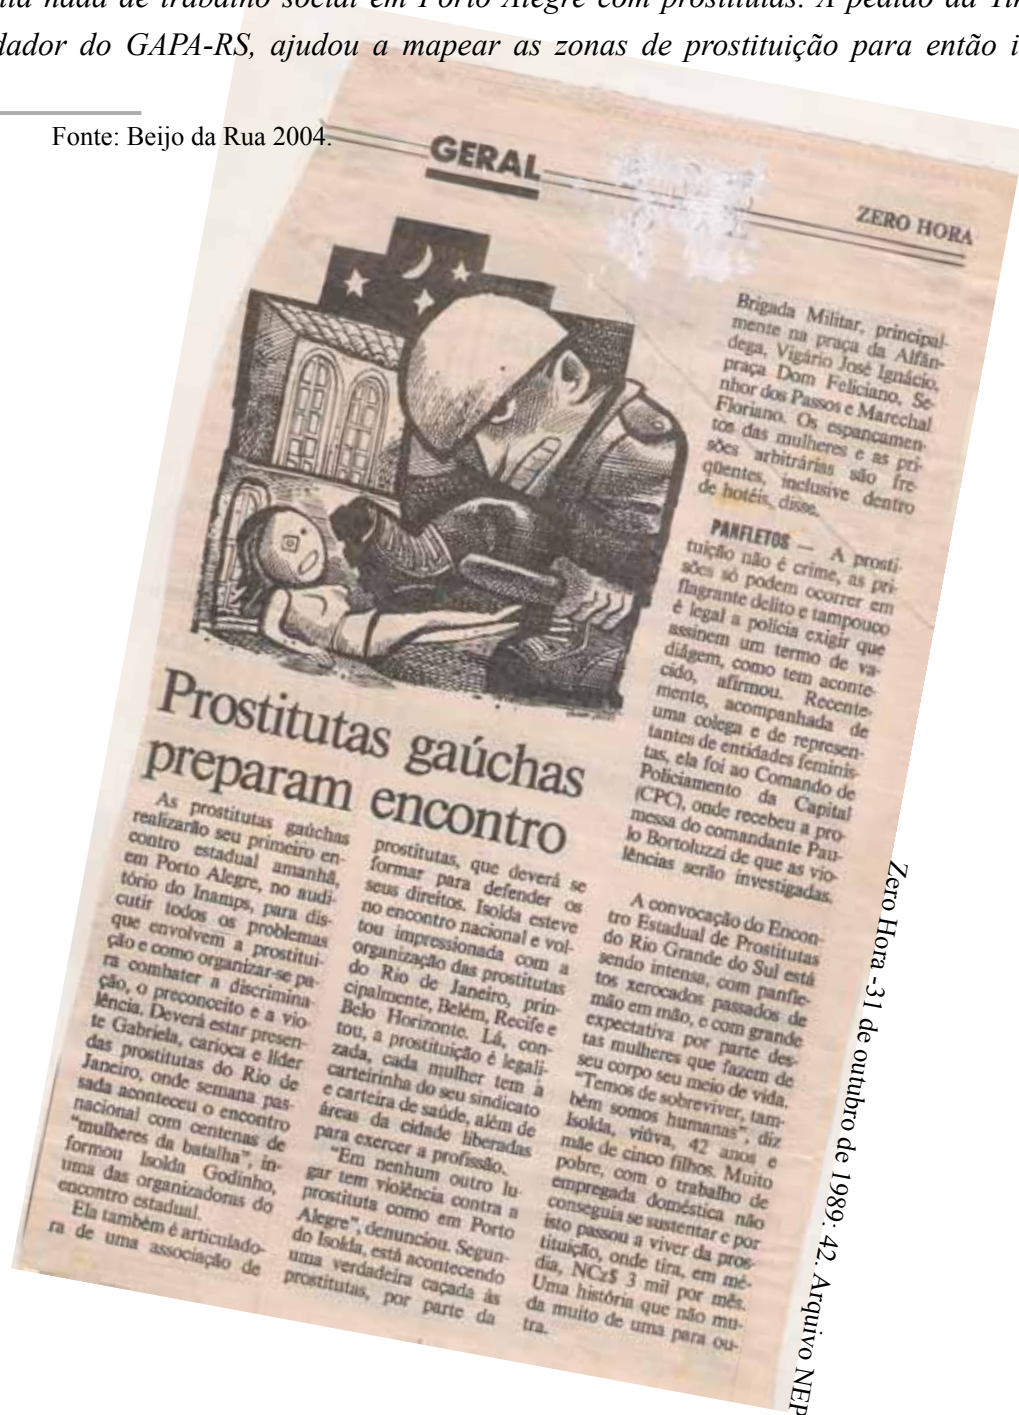 nada de trabalho social em Porto Alegre com prostitutas. A pedido da
dador do GAPA-RS, ajudou a mapear as zonas de prostituição para então i
Fonte: Beijo da Rua 2004.
GERAL
ZERO HORA
Prostitutas gaúchas
preparam encontro
As prostitutas gaúchas
realizarão seu primeiro en-
contro estadual amanhã,
em Porto Alegre, no audi-
tório do Inamps, para dis-
cutir todos os problemas
que envolvem a prostitui-
ção e como organizar-se pa-
ra combater a discrimina-
ção, o preconceito e a vio-
lência. Deverá estar presen-
te Gabriela, carioca e líder
das prostitutas do Rio de
Janeiro, onde semana pas-
sada aconteceu o encontro
nacional com centenas de
“mulheres da batalha”, in-
formou Isolda Godinho,
uma das organizadoras do
encontro estadual.
Ela também é articulado-
ra de uma associação de
prostitutas, que deverá se
formar para defender os
seus direitos. Isolda esteve
no encontro nacional e vol-
tou impressionada com a
organização das prostitutas
do Rio de Janeiro, prin-
cipalmente, Belém, Recife e
Belo Horizonte. Lá, con-
tou, a prostituição é legali-
zada, cada mulher tem a
carteirinha do seu sindicato
e carteira de saúde, além de
áreas da cidade liberadas
para exercer a profissão.
“Em nenhum outro lu-
gar tem violência contra a
prostituta como em Porto
Alegre”, denunciou. Segun-
do Isolda, está acontecendo
uma verdadeira caçada às
prostitutas, por parte da
Brigada Militar, principal-
mente na praça da Alfân-
dega, Vigário José Ignácio,
praça Dom Feliciano, Se-
nhor dos Passos e Marechal
Floriano. Os espancamen-
tos das mulheres e as pri-
sões arbitrárias são fre-
qüentes, inclusive dentro
de hotéis, disse.
PANFLETOS — A prosti-
tuição não é crime, as pri-
sões só podem ocorrer em
flagrante delito e tampouco
é legal a polícia exigir que
assinem um termo de va-
diágem, como tem aconte-
cido, afirmou. Recente-
mente, acompanhada de
uma colega e de represen-
tantes de entidades feminis-
tas, ela foi ao Comando de
Policiamento da Capital
(CPC), onde recebeu a pro-
messa do comandante Pau-
lo Bortoluzzi de que as vio-
lências serão investigadas.
A convocação do Encon-
tro Estadual de Prostitutas
do Rio Grande do Sul está
sendo intensa, com panfle-
tos xerocados passados de
mão em mão, e com grande
expectativa por parte des-
tas mulheres que fazem de
seu corpo seu meio de vida.
“Temos de sobreviver, tam-
bém somos humanas”, diz
Isolda, viúva, 42 anos e
mãe de cinco filhos. Muito
pobre, com o trabalho de
empregada doméstica não
conseguia se sustentar e por
isto passou a viver da pros-
tituição, onde tira, em mé-
dia, NCz$ 3 mil por mês.
Uma história que não mu-
da muito de uma para ou-
tra.
Zero Hora -31 de outubro de 1989: 42. Arquivo NEP